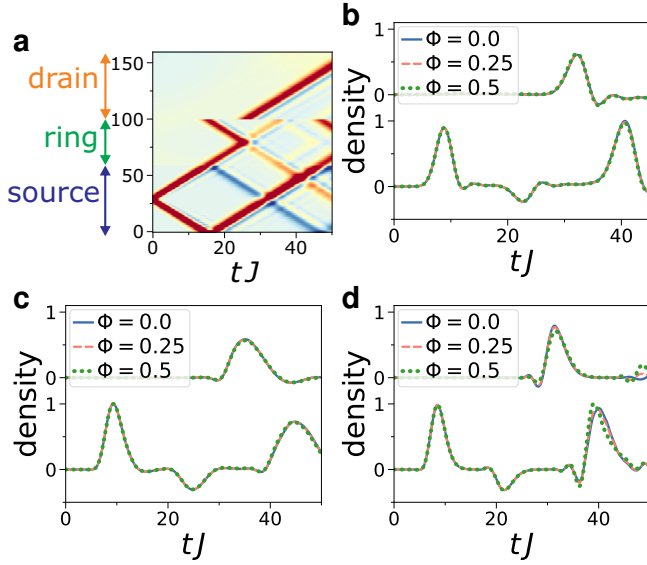 a
drain
ring
source
150
100
50
0
0
20
40
tJ
b
density
1
0
1
0
Φ = 0.0
Φ = 0.25
Φ = 0.5
0
20
40
tJ
c
density
1
0
1
0
Φ = 0.0
Φ = 0.25
Φ = 0.5
0
20
40
tJ
d
density
1
0
1
0
Φ = 0.0
Φ = 0.25
Φ = 0.5
0
20
40
tJ